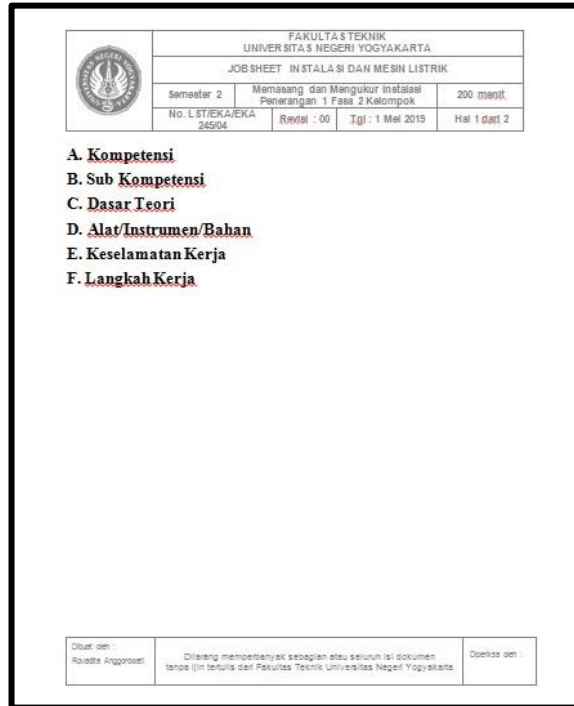 FAKULTAS TEKNIK
UNIVERSITAS NEGERI YOGYAKARTA
JOBSHEET INSTALASI DAN MESIN LISTRIK
Semester 2
Memasang dan Mengukur Instalasi
Penerangan 1 Fasa 2 Kelompok
200 menit
No. LST/EKA/EKA
245/04
Revisi : 00
Tgl : 1 Mei 2019
Hal 1 dari 2
A. Kompetensi
B. Sub Kompetensi
C. Dasar Teori
D. Alat/Instrumen/Bahan
E. Keselamatan Kerja
F. Langkah Kerja
Dibuat oleh :
Rovedita Anggorowati
Dilarang memperbanyak sebagian atau seluruh isi dokumen
tanpa ijin tertulis dari Fakultas Teknik Universitas Negeri Yogyakarta
Diperiksa oleh :